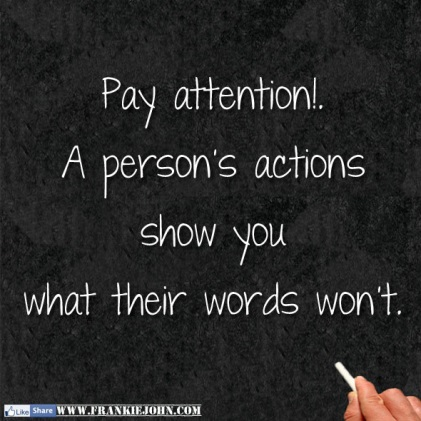 Pay attention!.
A person's actions
show you
what their words won't.
Like Share WWW.FRANKIEJOHN.COM